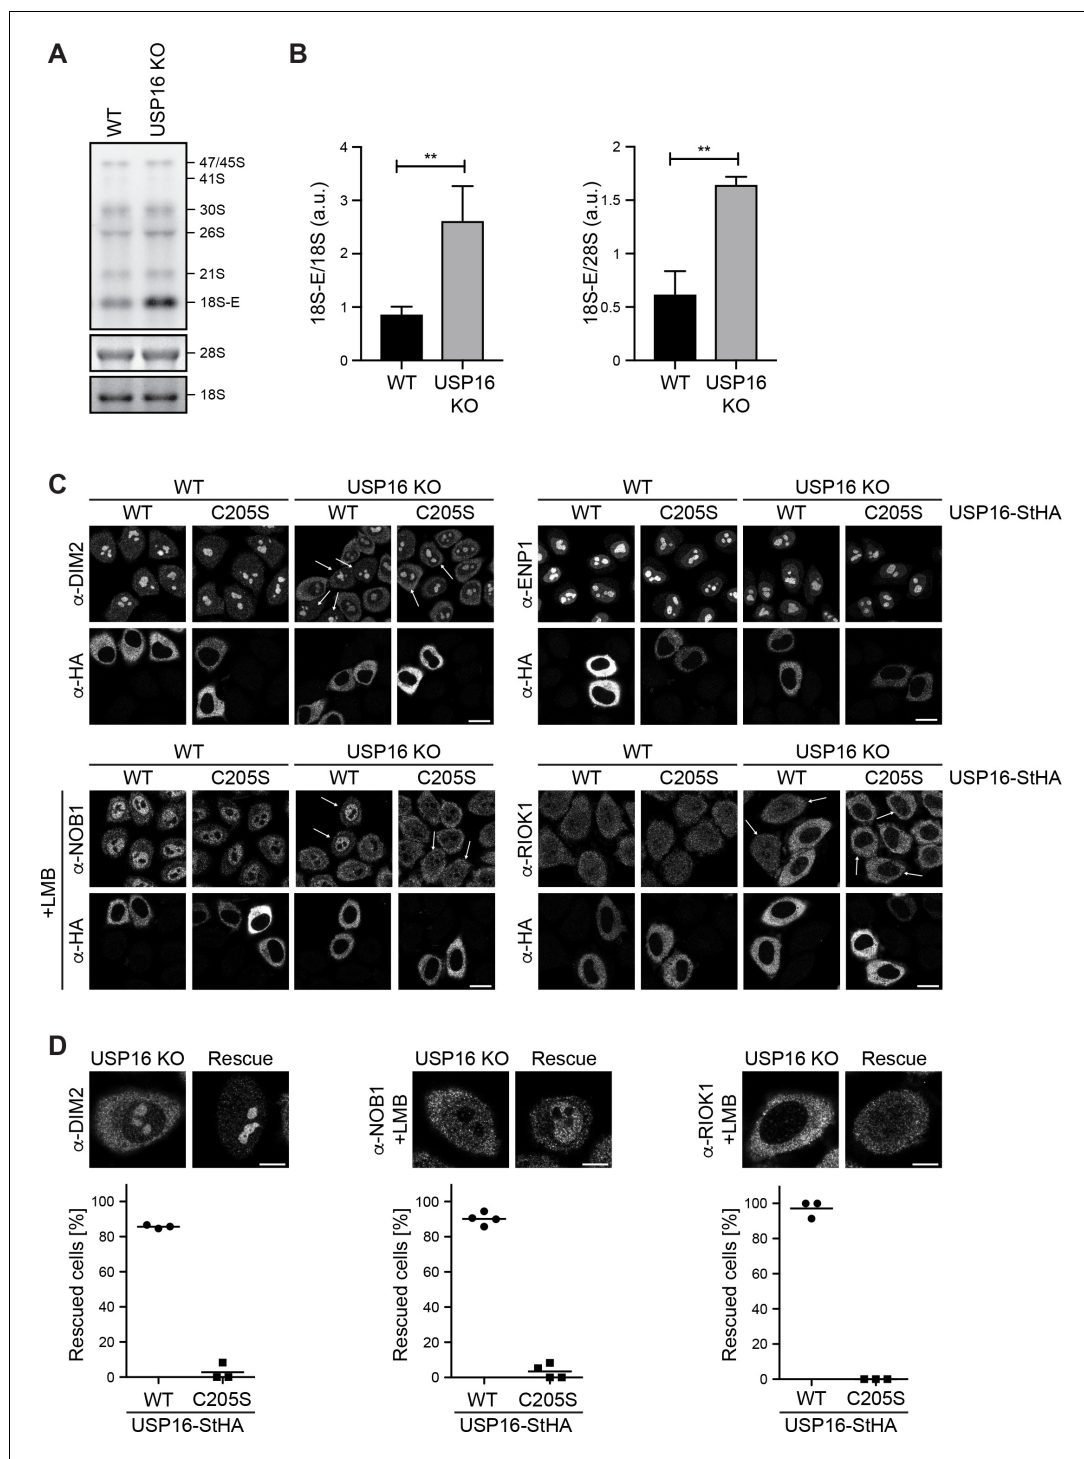 A
WT
USP16 KO
47/45S
41S
30S
26S
21S
18S-E
28S
18S
B
18S-E/18S (a.u.)
4
3
2
1
0
**
WT
USP16
KO
18S-E/28S (a.u.)
2
1.5
1
0.5
0
**
WT
USP16
KO
C
WT
USP16 KO
WT
C205S
WT
C205S
α-DIM2
α-HA
WT
USP16 KO
WT
C205S
WT
C205S
USP16-StHA
α-ENP1
α-HA
WT
USP16 KO
WT
C205S
WT
C205S
+LMB
α-NOB1
α-HA
WT
USP16 KO
WT
C205S
WT
C205S
USP16-StHA
α-RIOK1
α-HA
D
USP16 KO
Rescue
α-DIM2
Rescued cells [%]
100
80
60
40
20
0
WT
C205S
USP16-StHA
USP16 KO
Rescue
α-NOB1
+LMB
Rescued cells [%]
100
80
60
40
20
0
WT
C205S
USP16-StHA
USP16 KO
Rescue
α-RIOK1
+LMB
Rescued cells [%]
100
80
60
40
20
0
WT
C205S
USP16-StHA